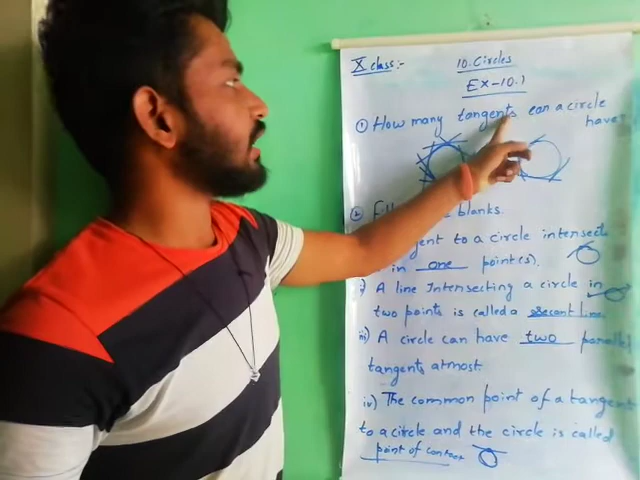 X class:-
10. Circles
Ex-10.1
① How many tangents can a circle
have?
② blanks.
to a circle intersects
in one point(s).
A line Intersecting a circle in
two points is called a secant line
iii) A circle can have two parallel
tangents atmost.
iv) The common point of a tangent
to a circle and the circle is called
point of contact